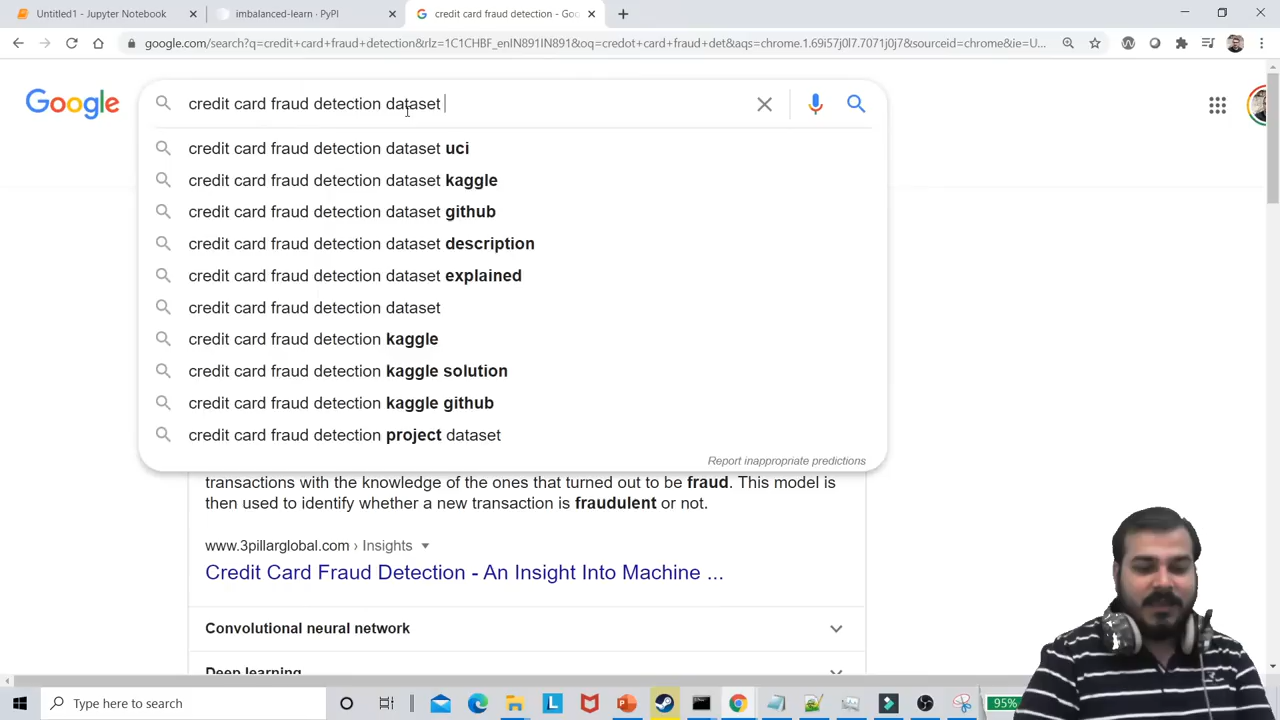 Untitled1 - Jupyter Notebook
imbalanced-learn · PyPI
credit card fraud detection - Goo
google.com/search?q=credit+card+fraud+detection&rlz=1C1CHBF_enIN891IN891&oq=credot+card+fraud+det&aqs=chrome.1.69i57j0l7.7071j0j7&sourceid=chrome&ie=U...
Google
credit card fraud detection dataset
credit card fraud detection dataset uci
credit card fraud detection dataset kaggle
credit card fraud detection dataset github
credit card fraud detection dataset description
credit card fraud detection dataset explained
credit card fraud detection dataset
credit card fraud detection kaggle
credit card fraud detection kaggle solution
credit card fraud detection kaggle github
credit card fraud detection project dataset
Report inappropriate predictions
transactions with the knowledge of the ones that turned out to be fraud. This model is
then used to identify whether a new transaction is fraudulent or not.
www.3pillarglobal.com › Insights
Credit Card Fraud Detection - An Insight Into Machine ...
Convolutional neural network
Deep learning
Type here to search
95%